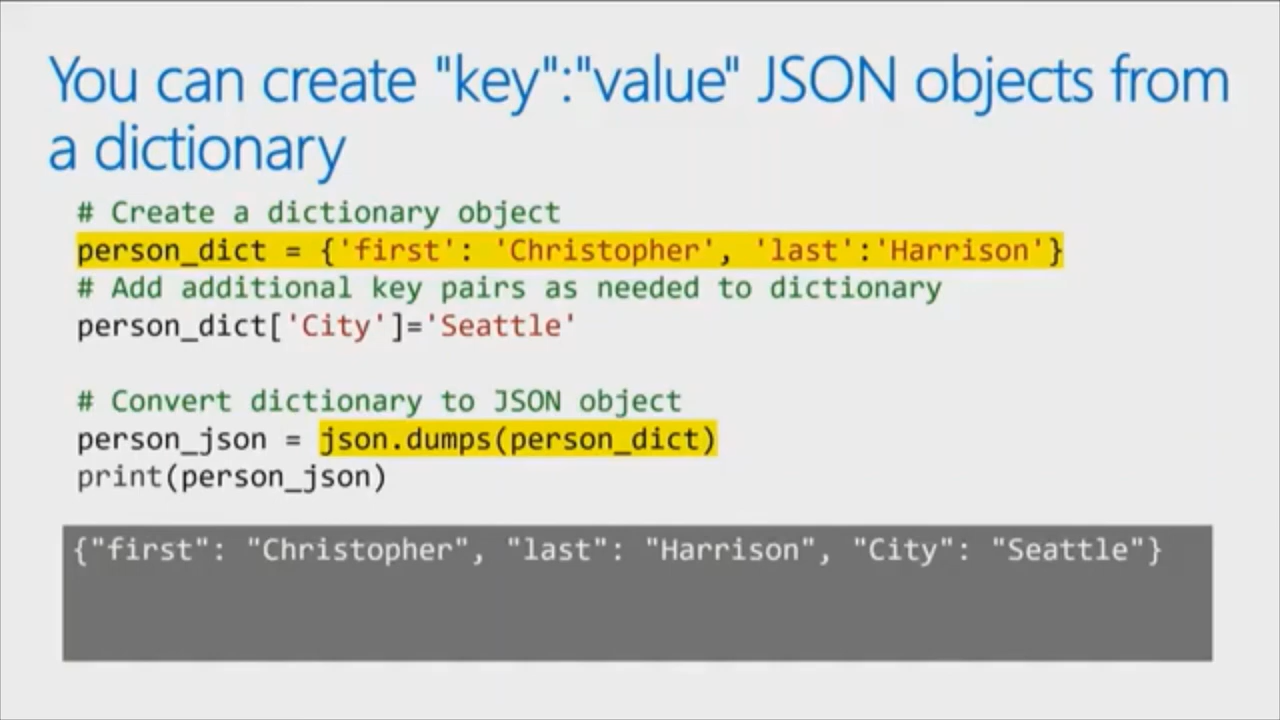 You can create "key":"value" JSON objects from
a dictionary
# Create a dictionary object
person_dict = {'first': 'Christopher', 'last':'Harrison'}
# Add additional key pairs as needed to dictionary
person_dict['City']='Seattle'
# Convert dictionary to JSON object
person_json = json.dumps(person_dict)
print(person_json)
{"first": "Christopher", "last": "Harrison", "City": "Seattle"}